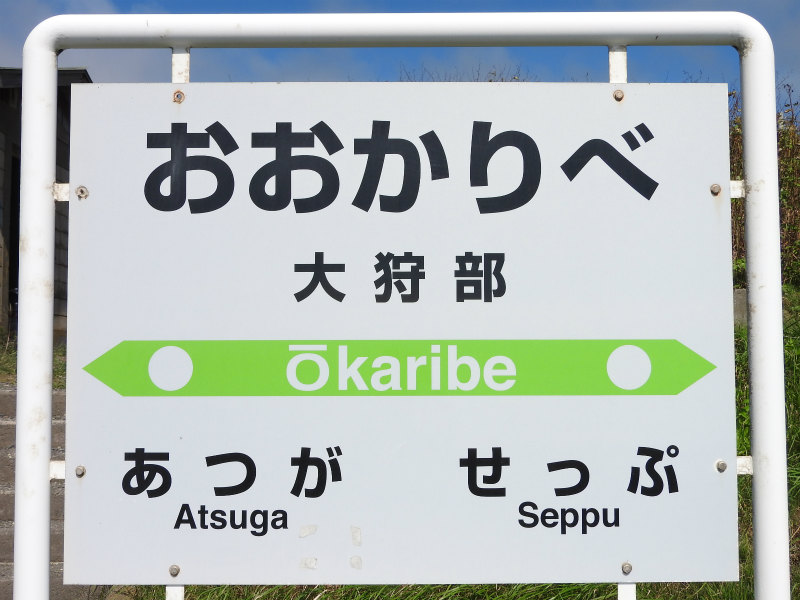 おおかりべ
大狩部
Ōkaribe
あつが せっぷ
Atsuga Seppu